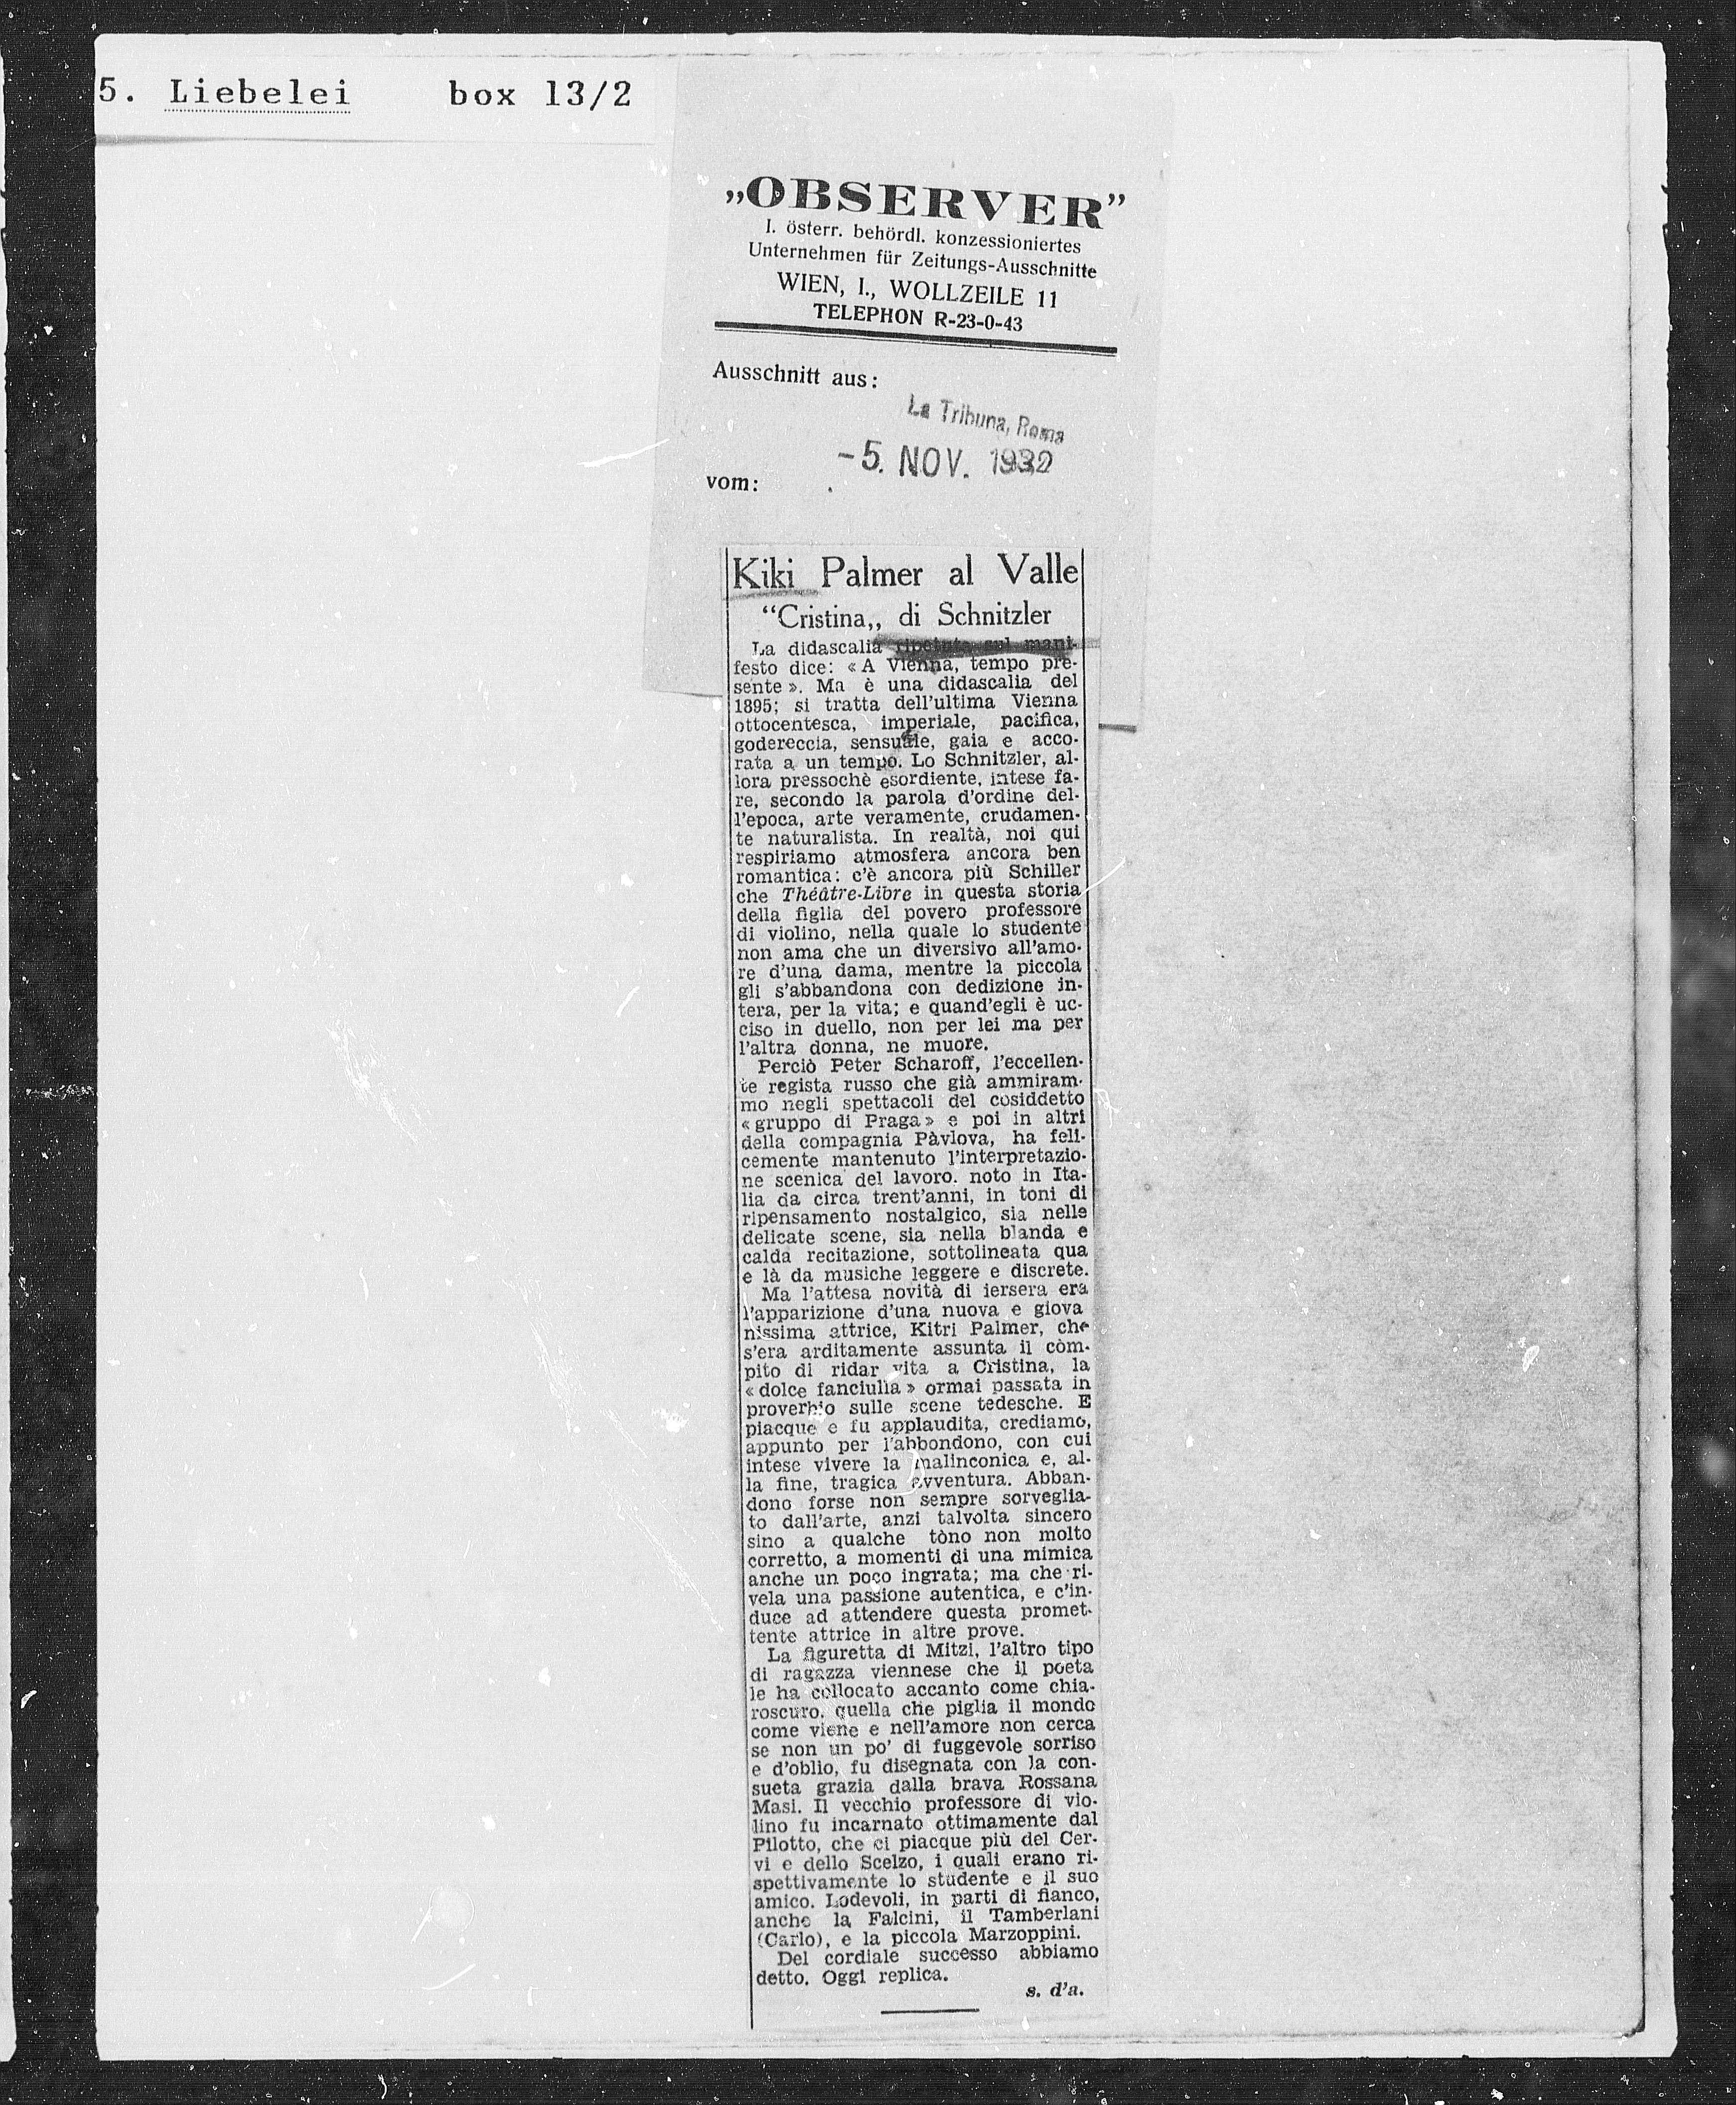 5. Liebelei box 13/2
„OBSERVER”
I. österr. behördl. konzessioniertes
Unternehmen für Zeitungs-Ausschnitte
WIEN, I., WOLLZEILE 11
TELEPHON R-23-0-43
Ausschnitt aus:
La Tribuna, Roma
-5. NOV. 1932
vom:
Kiki Palmer al Valle
“Cristina„ di Schnitzler
La didascalia ripetuta sul mani-
festo dice: «A Vienna, tempo pre-
sente». Ma è una didascalia del
1895; si tratta dell'ultima Vienna
ottocentesca, imperiale, pacifica,
godereccia, sensuale, gaia e acco-
rata a un tempo. Lo Schnitzler, al-
lora pressochè esordiente, intese fa-
re, secondo la parola d'ordine del-
l'epoca, arte veramente, crudamen-
te naturalista. In realtà, noi qui
respiriamo atmosfera ancora ben
romantica: c'è ancora più Schiller
che Théâtre-Libre in questa storia
della figlia del povero professore
di violino, nella quale lo studente
non ama che un diversivo all'amo-
re d'una dama, mentre la piccola
gli s'abbandona con dedizione in-
tera, per la vita; e quand'egli è uc-
ciso in duello, non per lei ma per
l'altra donna, ne muore.
Perciò Peter Scharoff, l'eccellen-
te regista russo che già ammiram-
mo negli spettacoli del cosiddetto
«gruppo di Praga» e poi in altri
della compagnia Pàvlova, ha feli-
cemente mantenuto l'interpretazio-
ne scenica del lavoro. noto in Ita-
lia da circa trent'anni, in toni di
ripensamento nostalgico, sia nelle
delicate scene, sia nella blanda e
calda recitazione, sottolineata qua
e là da musiche leggere e discrete.
Ma l'attesa novità di iersera era
l'apparizione d'una nuova e giova
nissima attrice, Kitri Palmer, che
s'era arditamente assunta il còm-
pito di ridar vita a Cristina, la
«dolce fanciulla» ormai passata in
proverbio sulle scene tedesche. E
piacque e fu applaudita, crediamo,
appunto per l'abbondono, con cui
intese vivere la malinconica e, al-
la fine, tragica avventura. Abban-
dono forse non sempre sorveglia-
to dall'arte, anzi talvolta sincero
sino a qualche tòno non molto
corretto, a momenti di una mimica
anche un poco ingrata; ma che ri-
vela una passione autentica, e c'in-
duce ad attendere questa promet-
tente attrice in altre prove.
La figuretta di Mitzi, l'altro tipo
di ragazza viennese che il poeta
le ha collocato accanto come chia-
roscuro. quella che piglia il mondo
come viene e nell'amore non cerca
se non un po' di fuggevole sorriso
e d'oblio, fu disegnata con la con-
sueta grazia dalla brava Rossana
Masi. Il vecchio professore di vio-
lino fu incarnato ottimamente dal
Pilotto, che ci piacque più del Cer-
vi e dello Scelzo, i quali erano ri-
spettivamente lo studente e il suo
amico. Lodevoli, in parti di fianco,
anche la Falcini, il Tamberlani
(Carlo), e la piccola Marzoppini.
Del cordiale successo abbiamo
detto. Oggi replica.
s. d'a.